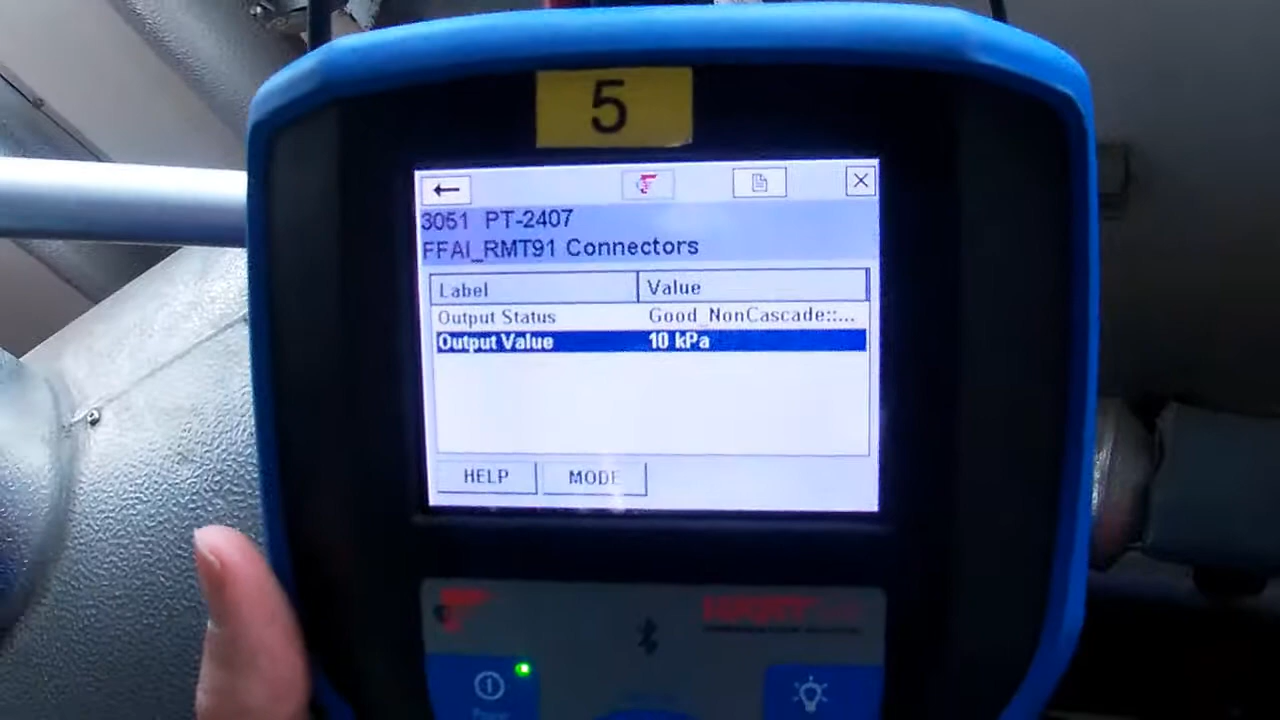 5
3051 PT-2407
FFAI_RMT91 Connectors
Label Value
Output Status Good_NonCascade::...
Output Value 10 kPa
HELP MODE